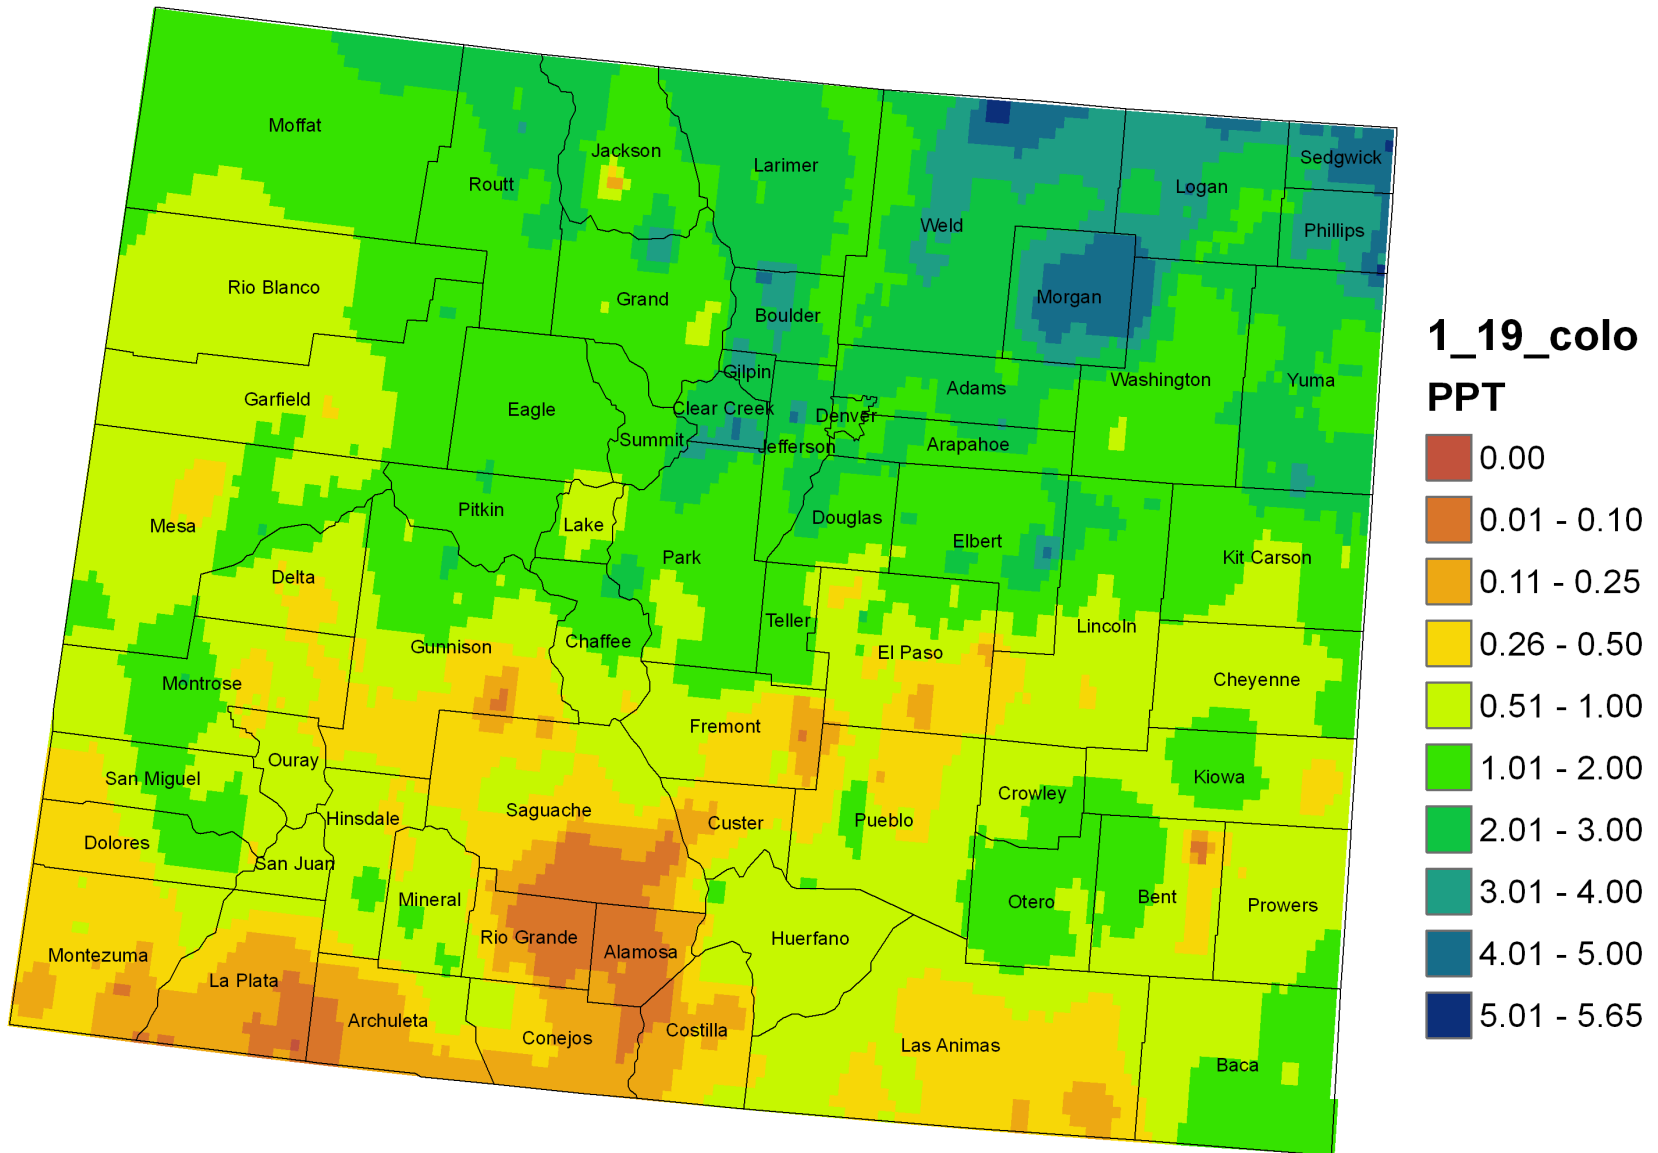 Moffat
Jackson
Routt
Larimer
Sedgwick
Logan
Weld
Phillips
Rio Blanco
Grand
Morgan
Boulder
Gilpin
Garfield
Eagle
Clear Creek
Denver
Adams
Washington
Yuma
Summit
Jefferson
Arapahoe
Mesa
Pitkin
Lake
Douglas
Elbert
Park
Kit Carson
Delta
Gunnison
Chaffee
Teller
El Paso
Lincoln
Montrose
Cheyenne
Fremont
Ouray
San Miguel
Kiowa
Crowley
Saguache
Hinsdale
Custer
Pueblo
Dolores
San Juan
Mineral
Otero
Bent
Prowers
Rio Grande
Alamosa
Huerfano
Montezuma
La Plata
Archuleta
Conejos
Costilla
Las Animas
Baca
1_19_colo
PPT
0.00
0.01 - 0.10
0.11 - 0.25
0.26 - 0.50
0.51 - 1.00
1.01 - 2.00
2.01 - 3.00
3.01 - 4.00
4.01 - 5.00
5.01 - 5.65